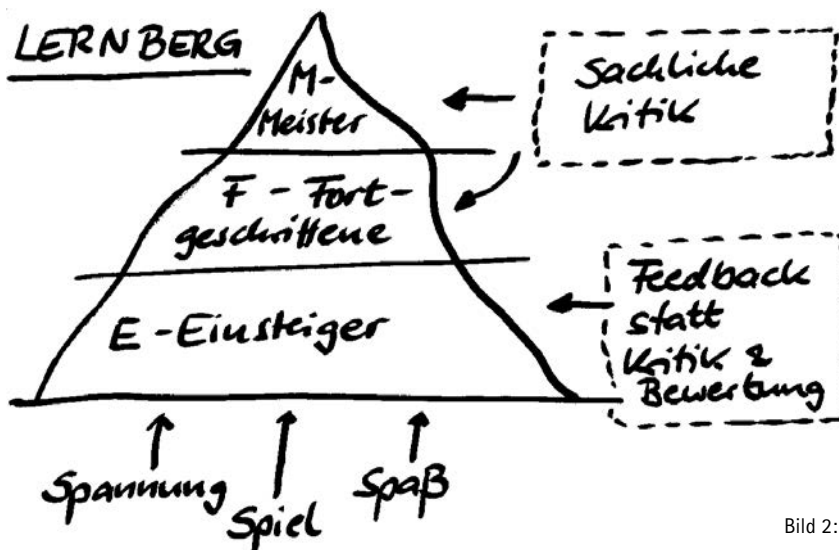 LERNBERG
M-
Meister
F - Fort-
geschrittene
E - Einsteiger
Sachliche
Kritik
Feedback
statt
Kritik &
Bewertung
Spannung
Spiel
Spaß
Bild 2: